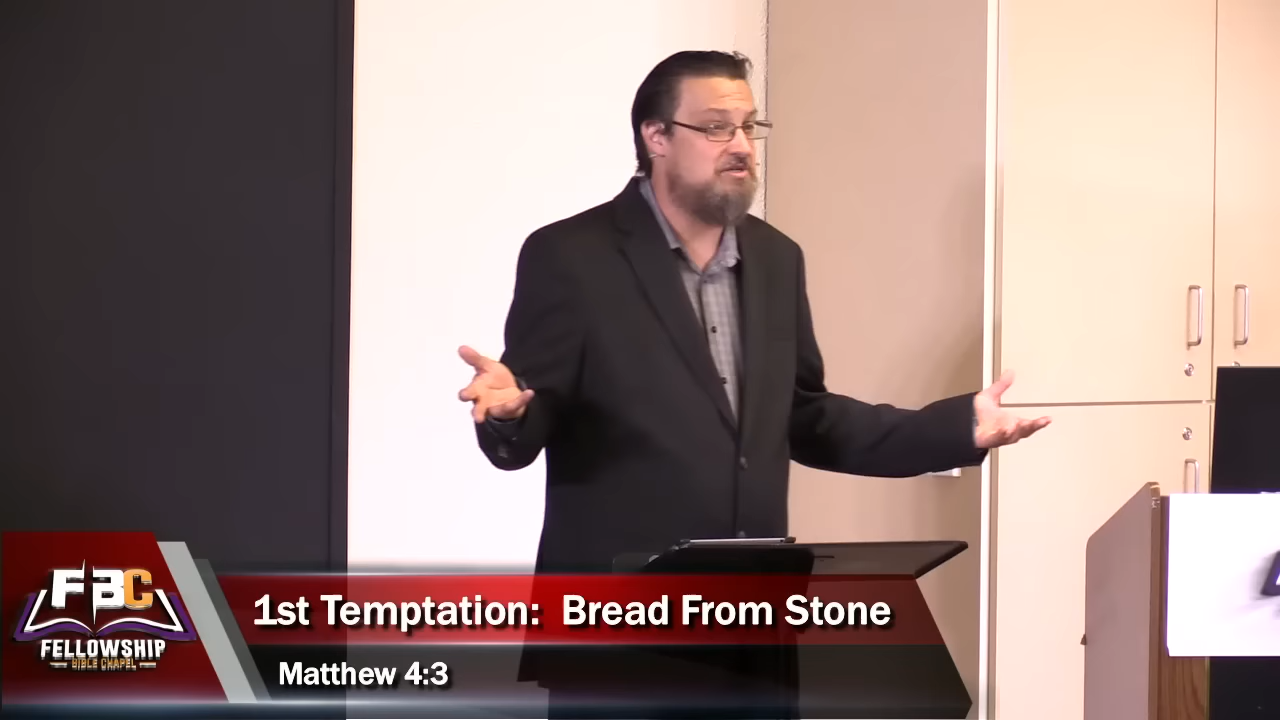 1st Temptation: Bread From Stone
Matthew 4:3
FBC
FELLOWSHIP
BIBLE CHAPEL